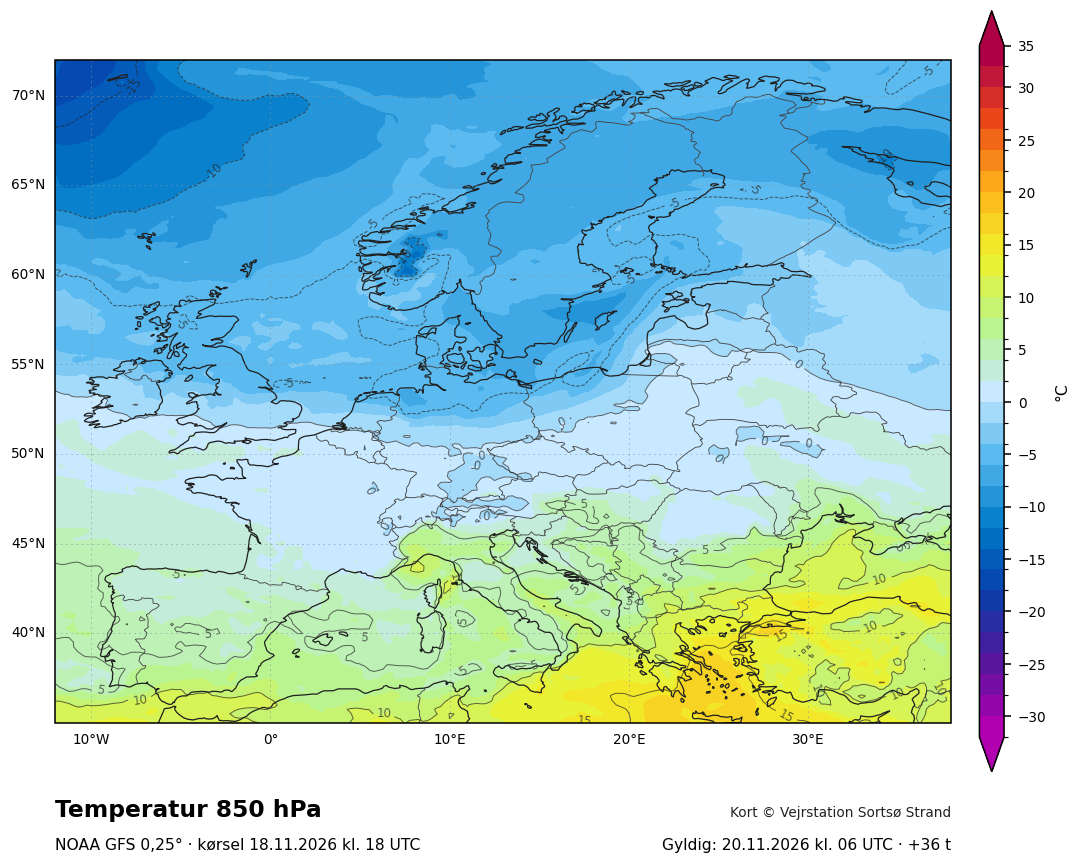 35
30
25
20
15
10
5
0
−5
−10
−15
−20
−25
−30
°C
70°N
65°N
60°N
55°N
50°N
45°N
40°N
10°W 0° 10°E 20°E 30°E
Temperatur 850 hPa
Kort © Vejrstation Sortsø Strand
NOAA GFS 0,25° · kørsel 18.11.2026 kl. 18 UTC
Gyldig: 20.11.2026 kl. 06 UTC · +36 t